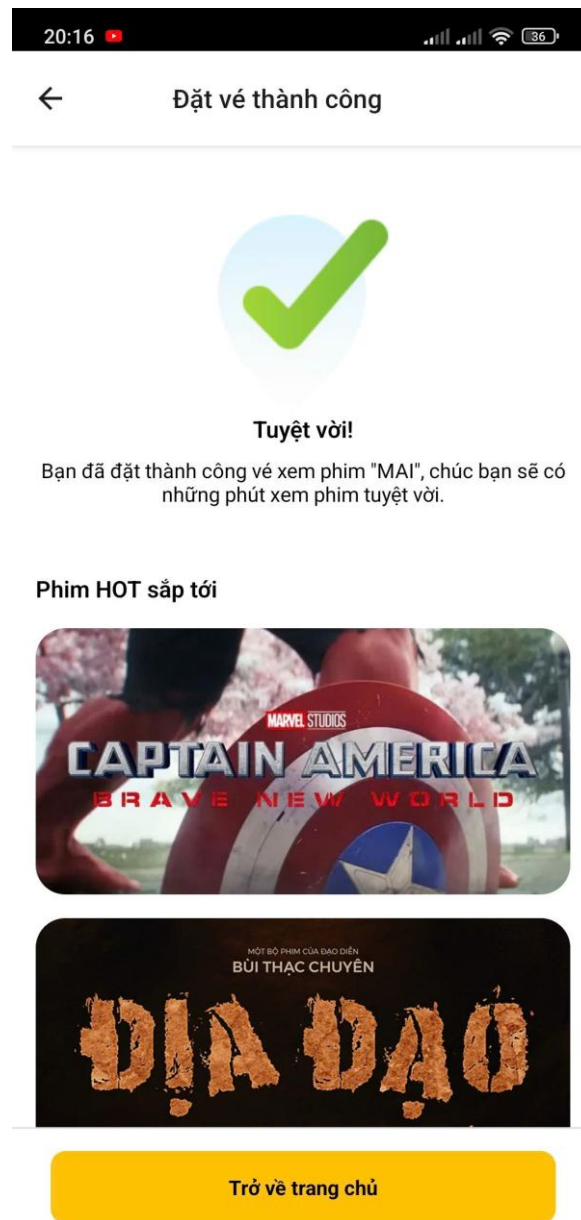 20:16
36
Đặt vé thành công
Tuyệt vời!
Bạn đã đặt thành công vé xem phim "MAI", chúc bạn sẽ có
những phút xem phim tuyệt vời.
Phim HOT sắp tới
MARVEL STUDIOS
CAPTAIN AMERICA
BRAVE NEW WORLD
MỘT BỘ PHIM CỦA ĐẠO DIỄN
BÙI THẠC CHUYÊN
ĐỊA ĐẠO
Trở về trang chủ